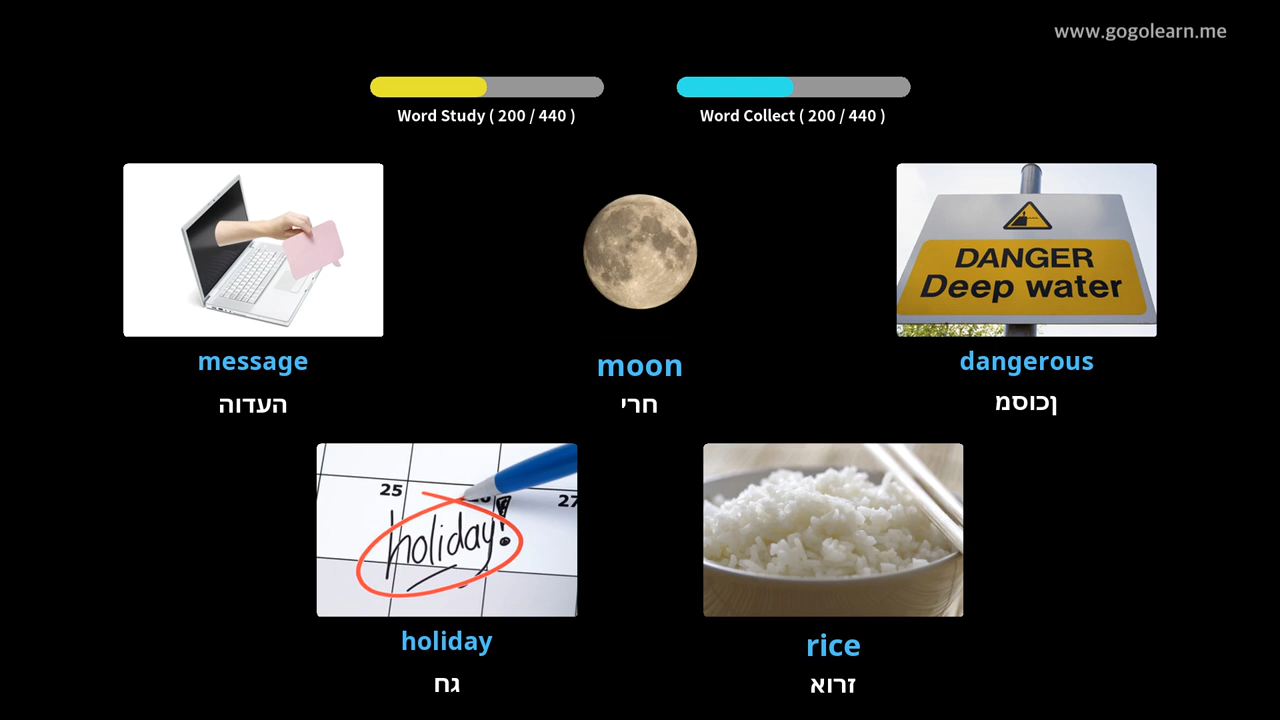 www.gogolearn.me
Word Study ( 200 / 440 )
Word Collect ( 200 / 440 )
DANGER
Deep water
message
moon
dangerous
העדוה
חרי
ןכוסמ
25
27
holiday!
holiday
rice
גח
זרוא